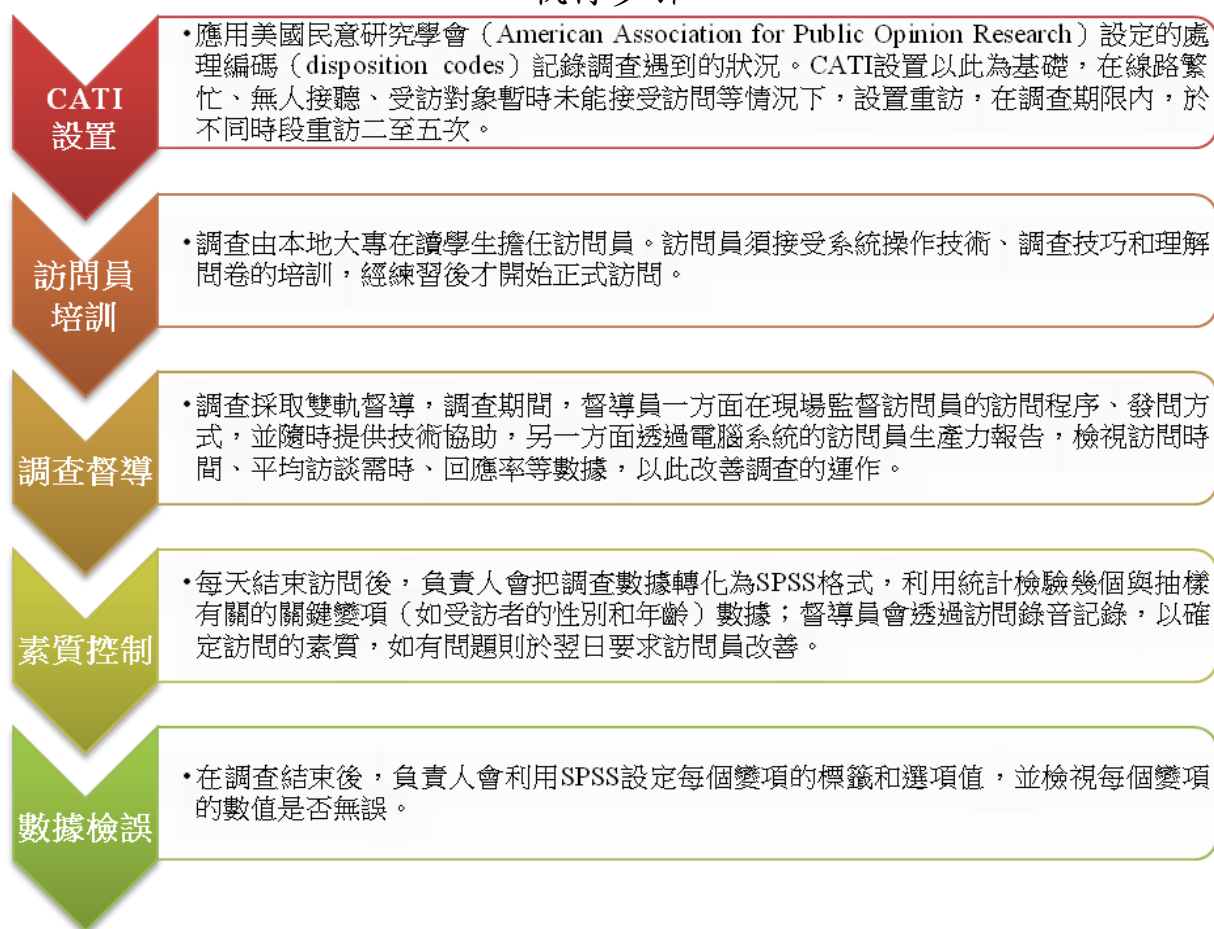 CATI
設置
•應用美國民意研究學會（American Association for Public Opinion Research）設定的處
理編碼（disposition codes）記錄調查遇到的狀況。CATI設置以此為基礎，在線路繁
忙、無人接聽、受訪對象暫時未能接受訪問等情況下，設置重訪，在調查期限內，於
不同時段重訪二至五次。
訪問員
培訓
•調查由本地大專在讀學生擔任訪問員。訪問員須接受系統操作技術、調查技巧和理解
問卷的培訓，經練習後才開始正式訪問。
調查督導
•調查採取雙軌督導，調查期間，督導員一方面在現場監督訪問員的訪問程序、發問方
式，並隨時提供技術協助，另一方面透過電腦系統的訪問員生產力報告，檢視訪問時
間、平均訪談需時、回應率等數據，以此改善調查的運作。
素質控制
•每天結束訪問後，負責人會把調查數據轉化為SPSS格式，利用統計檢驗幾個與抽樣
有關的關鍵變項（如受訪者的性別和年齡）數據；督導員會透過訪問錄音記錄，以確
定訪問的素質，如有問題則於翌日要求訪問員改善。
數據檢誤
•在調查結束後，負責人會利用SPSS設定每個變項的標籤和選項值，並檢視每個變項
的數值是否無誤。